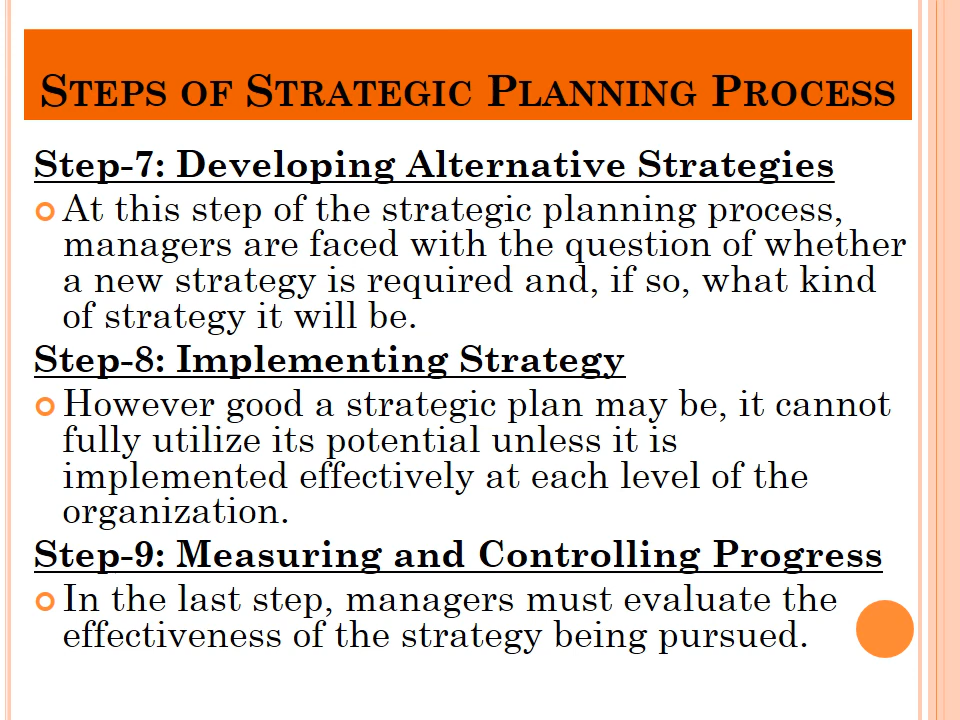 STEPS OF STRATEGIC PLANNING PROCESS
Step-7: Developing Alternative Strategies
At this step of the strategic planning process,
managers are faced with the question of whether
a new strategy is required and, if so, what kind
of strategy it will be.
Step-8: Implementing Strategy
However good a strategic plan may be, it cannot
fully utilize its potential unless it is
implemented effectively at each level of the
organization.
Step-9: Measuring and Controlling Progress
In the last step, managers must evaluate the
effectiveness of the strategy being pursued.